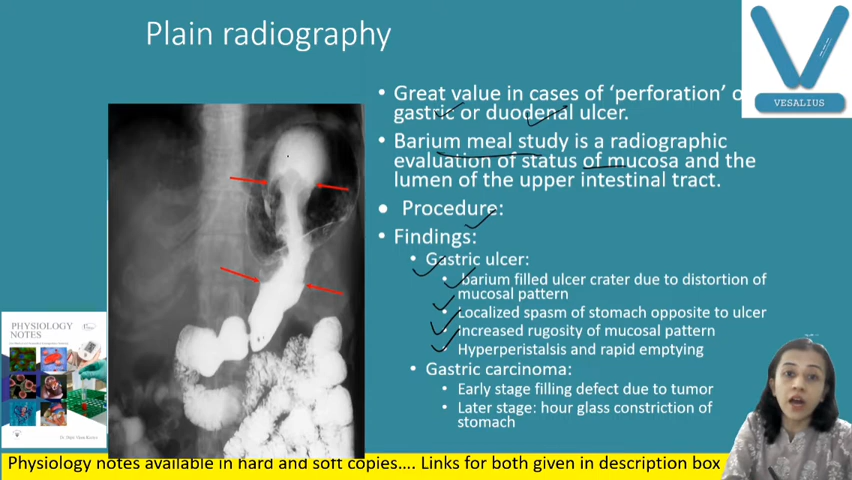 Plain radiography
VESALIUS
• Great value in cases of 'perforation' o
gastric or duodenal ulcer.
• Barium meal study is a radiographic
evaluation of status of mucosa and the
lumen of the upper intestinal tract.
• Procedure:
• Findings:
• Gastric ulcer:
• barium filled ulcer crater due to distortion of
mucosal pattern
• Localized spasm of stomach opposite to ulcer
• increased rugosity of mucosal pattern
• Hyperperistalsis and rapid emptying
• Gastric carcinoma:
• Early stage filling defect due to tumor
• Later stage: hour glass constriction of
stomach
PHYSIOLOGY
NOTES
Physiology notes available in hard and soft copies.... Links for both given in description box